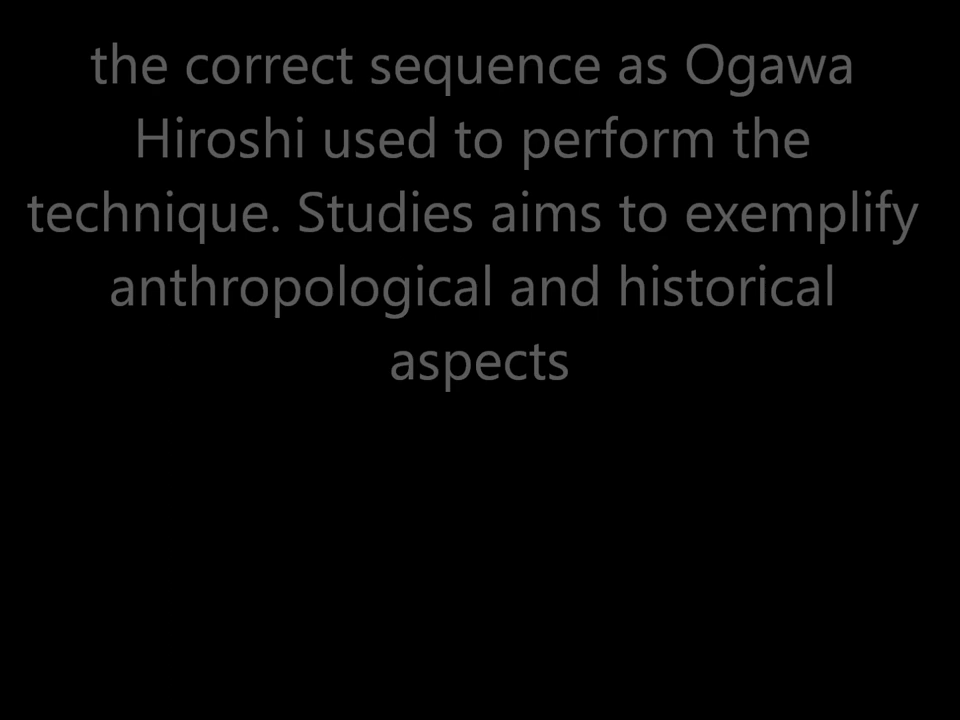 the correct sequence as Ogawa
Hiroshi used to perform the
technique. Studies aims to exemplify
anthropological and historical
aspects